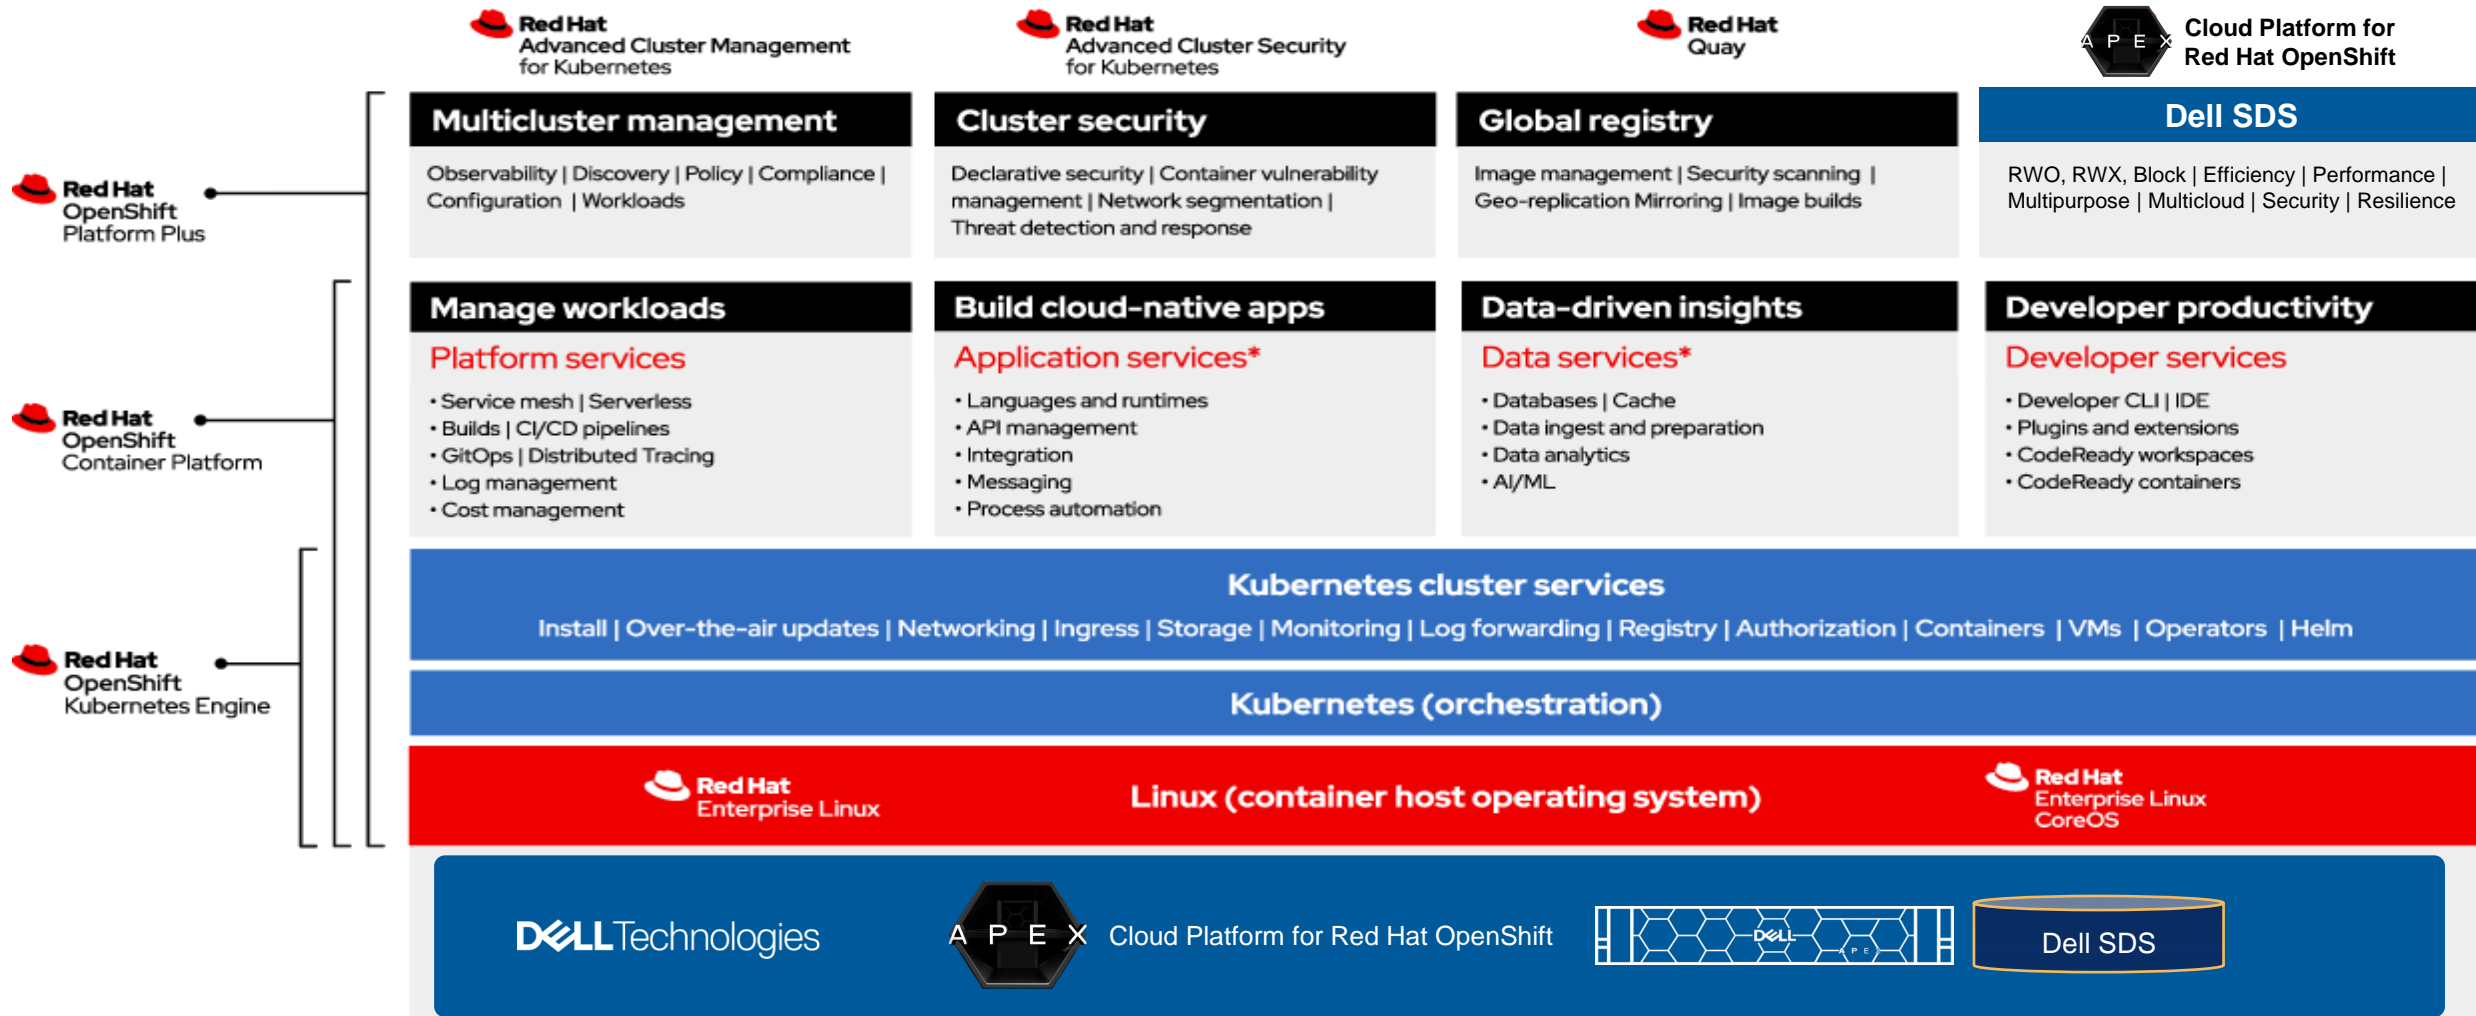 Red Hat
Advanced Cluster Management
for Kubernetes
Red Hat
Advanced Cluster Security
for Kubernetes
Red Hat
Quay
APEX
Cloud Platform for
Red Hat OpenShift
Red Hat
OpenShift
Platform Plus
Multicluster management
Observability | Discovery | Policy | Compliance |
Configuration | Workloads
Cluster security
Declarative security | Container vulnerability
management | Network segmentation |
Threat detection and response
Global registry
Image management | Security scanning |
Geo-replication Mirroring | Image builds
Dell SDS
RWO, RWX, Block | Efficiency | Performance |
Multipurpose | Multicloud | Security | Resilience
Red Hat
OpenShift
Container Platform
Manage workloads
Platform services
• Service mesh | Serverless
• Builds | CI/CD pipelines
• GitOps | Distributed Tracing
• Log management
• Cost management
Build cloud-native apps
Application services*
• Languages and runtimes
• API management
• Integration
• Messaging
• Process automation
Data-driven insights
Data services*
• Databases | Cache
• Data ingest and preparation
• Data analytics
• AI/ML
Developer productivity
Developer services
• Developer CLI | IDE
• Plugins and extensions
• CodeReady workspaces
• CodeReady containers
Red Hat
OpenShift
Kubernetes Engine
Kubernetes cluster services
Install | Over-the-air updates | Networking | Ingress | Storage | Monitoring | Log forwarding | Registry | Authorization | Containers | VMs | Operators | Helm
Kubernetes (orchestration)
Red Hat
Enterprise Linux
Linux (container host operating system)
Red Hat
Enterprise Linux
CoreOS
DELL Technologies
APEX
Cloud Platform for Red Hat OpenShift
DELL
APEX
Dell SDS